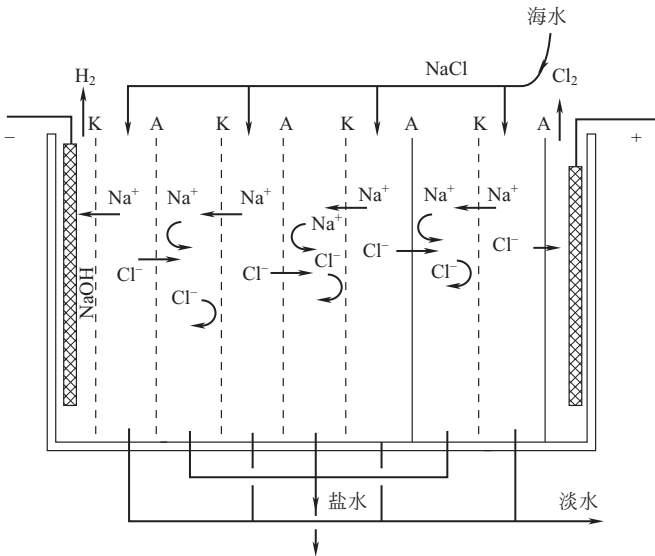 海水
H₂
NaCl
Cl₂
−
K A K A K A K A
+
Na⁺ Na⁺ Na⁺ Na⁺ Na⁺ Na⁺
Na⁺
Cl⁻ Cl⁻ Cl⁻ Cl⁻ Cl⁻ Cl⁻
Cl⁻
NaOH
盐水
淡水